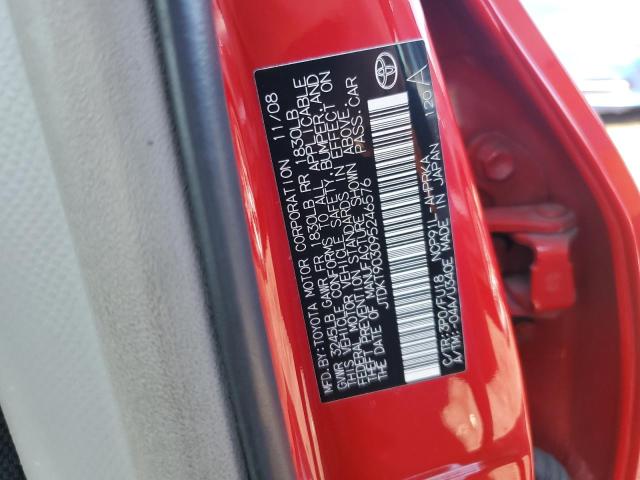 MFD.BY:TOYOTA MOTOR CORPORATION 11/08
GVWR 3245LB GAWR FR 1830LB RR 1830LB
THIS VEHICLE CONFORMS TO ALL APPLICABLE
FEDERAL MOTOR VEHICLE SAFETY, BUMPER, AND
THEFT PREVENTION STANDARDS IN EFFECT ON
THE DATE OF MANUFACTURE SHOWN ABOVE.
JTDKT903095246576 PASS.CAR
C/TR:3P0/FU18 NCP91L-AHPRKA 120A
A/TM:-04A/U340E MADE IN JAPAN